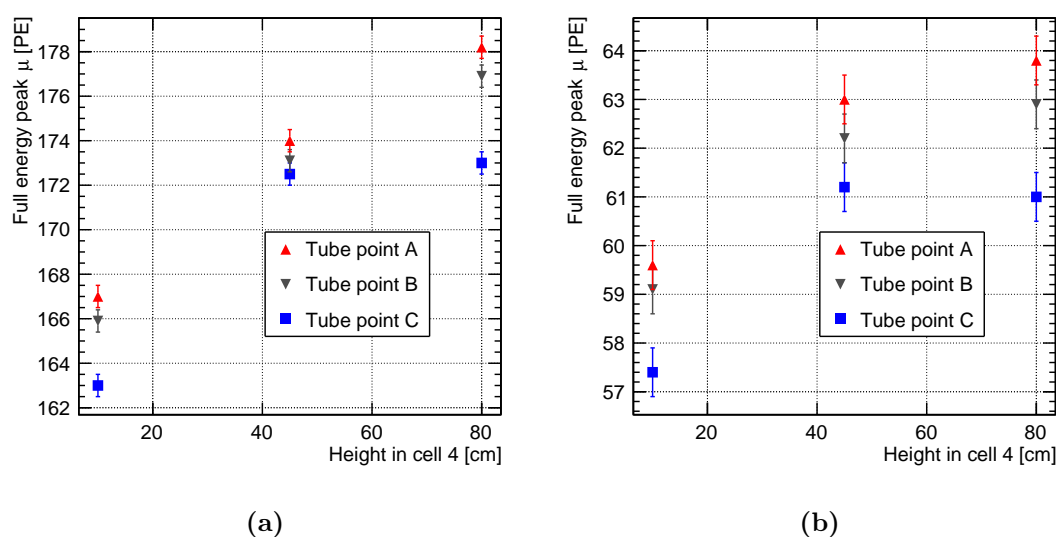 Full energy peak μ [PE]
178
176
174
172
170
168
166
164
162
20
40
60
80
Height in cell 4 [cm]
Tube point A
Tube point B
Tube point C
(a)
Full energy peak μ [PE]
64
63
62
61
60
59
58
57
20
40
60
80
Height in cell 4 [cm]
Tube point A
Tube point B
Tube point C
(b)